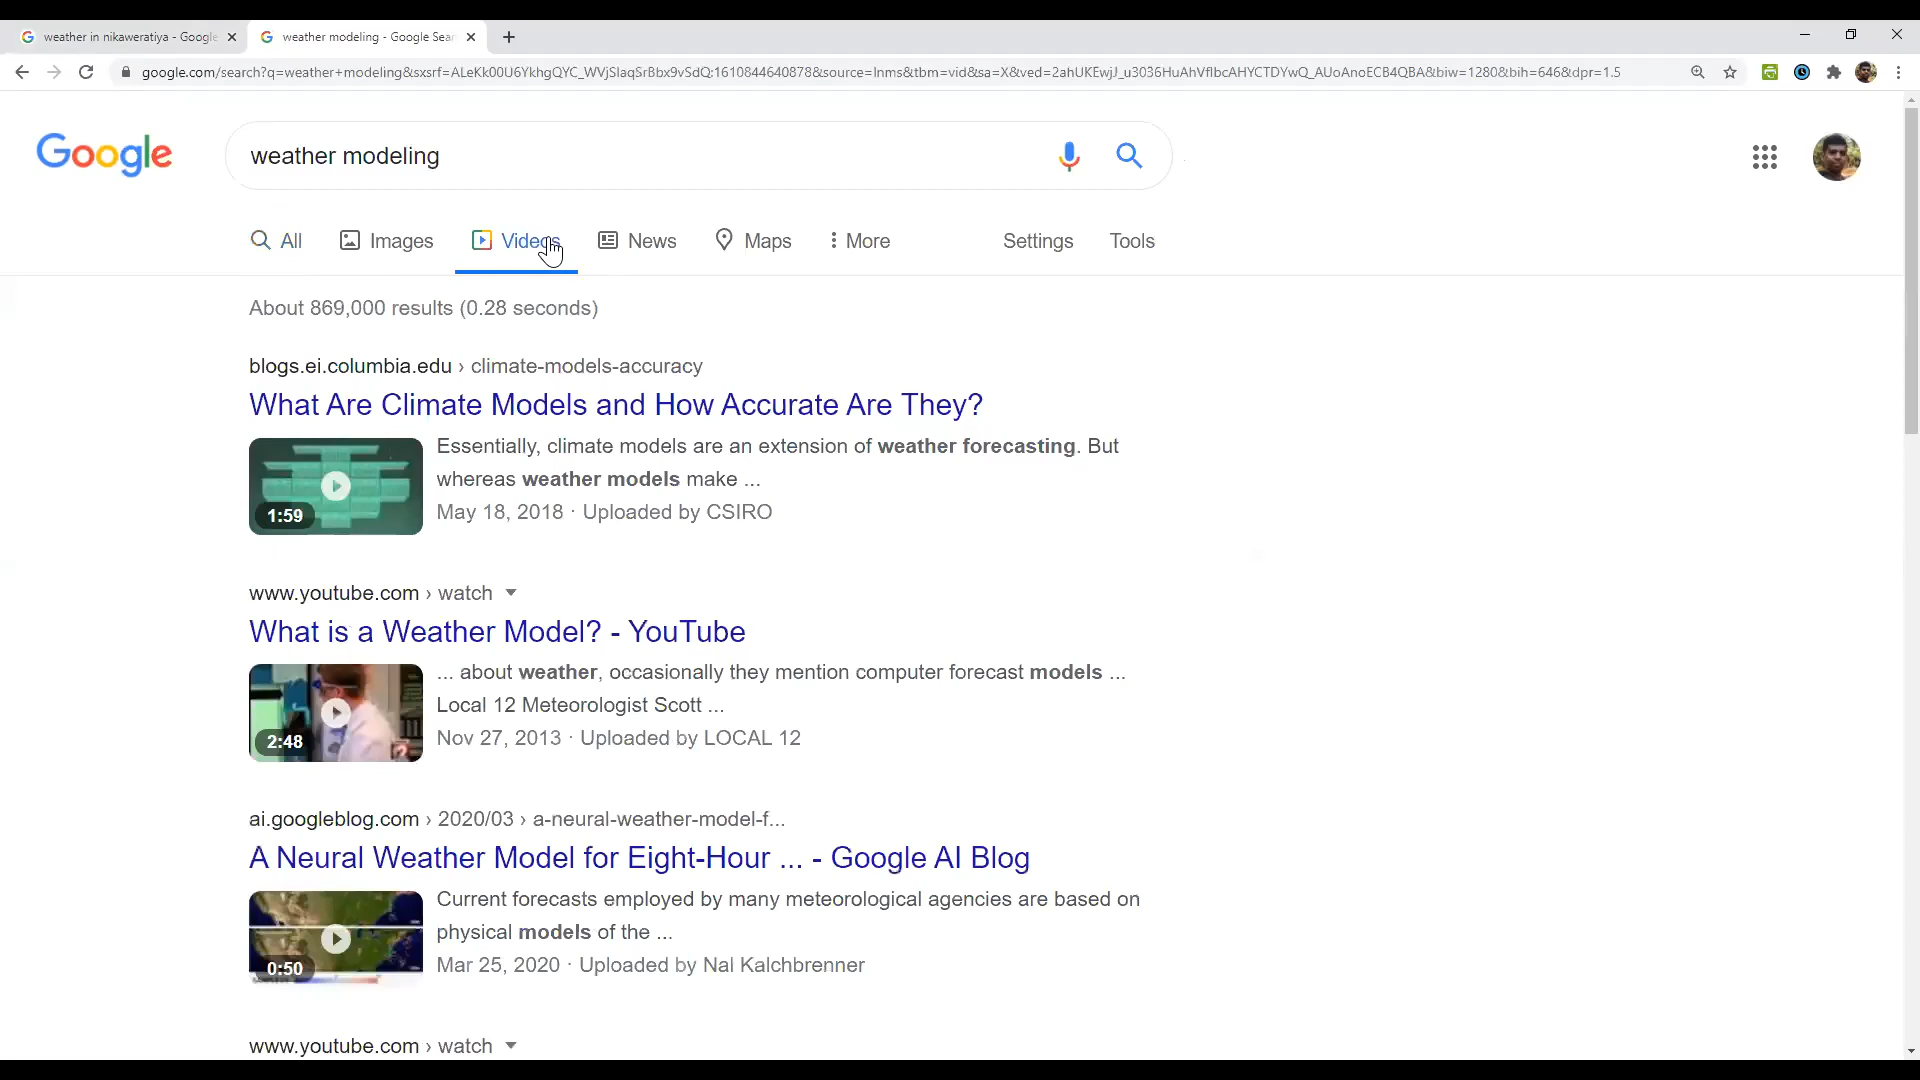 weather in nikaweratiya - Google
weather modeling - Google Sear
google.com/search?q=weather+modeling&sxsrf=ALeKk00U6YkhgQYC_WVjSlaqSrBbx9vSdQ:1610844640878&source=lnms&tbm=vid&sa=X&ved=2ahUKEwjJ_u3036HuAhVflbcAHYCTDYwQ_AUoAnoECB4QBA&biw=1280&bih=646&dpr=1.5
Google
weather modeling
All Images Videos News Maps More Settings Tools
About 869,000 results (0.28 seconds)
blogs.ei.columbia.edu › climate-models-accuracy
What Are Climate Models and How Accurate Are They?
Essentially, climate models are an extension of weather forecasting. But
whereas weather models make ...
1:59
May 18, 2018 · Uploaded by CSIRO
www.youtube.com › watch
What is a Weather Model? - YouTube
... about weather, occasionally they mention computer forecast models ...
Local 12 Meteorologist Scott ...
2:48
Nov 27, 2013 · Uploaded by LOCAL 12
ai.googleblog.com › 2020/03 › a-neural-weather-model-f...
A Neural Weather Model for Eight-Hour ... - Google AI Blog
Current forecasts employed by many meteorological agencies are based on
physical models of the ...
0:50
Mar 25, 2020 · Uploaded by Nal Kalchbrenner
www.youtube.com › watch